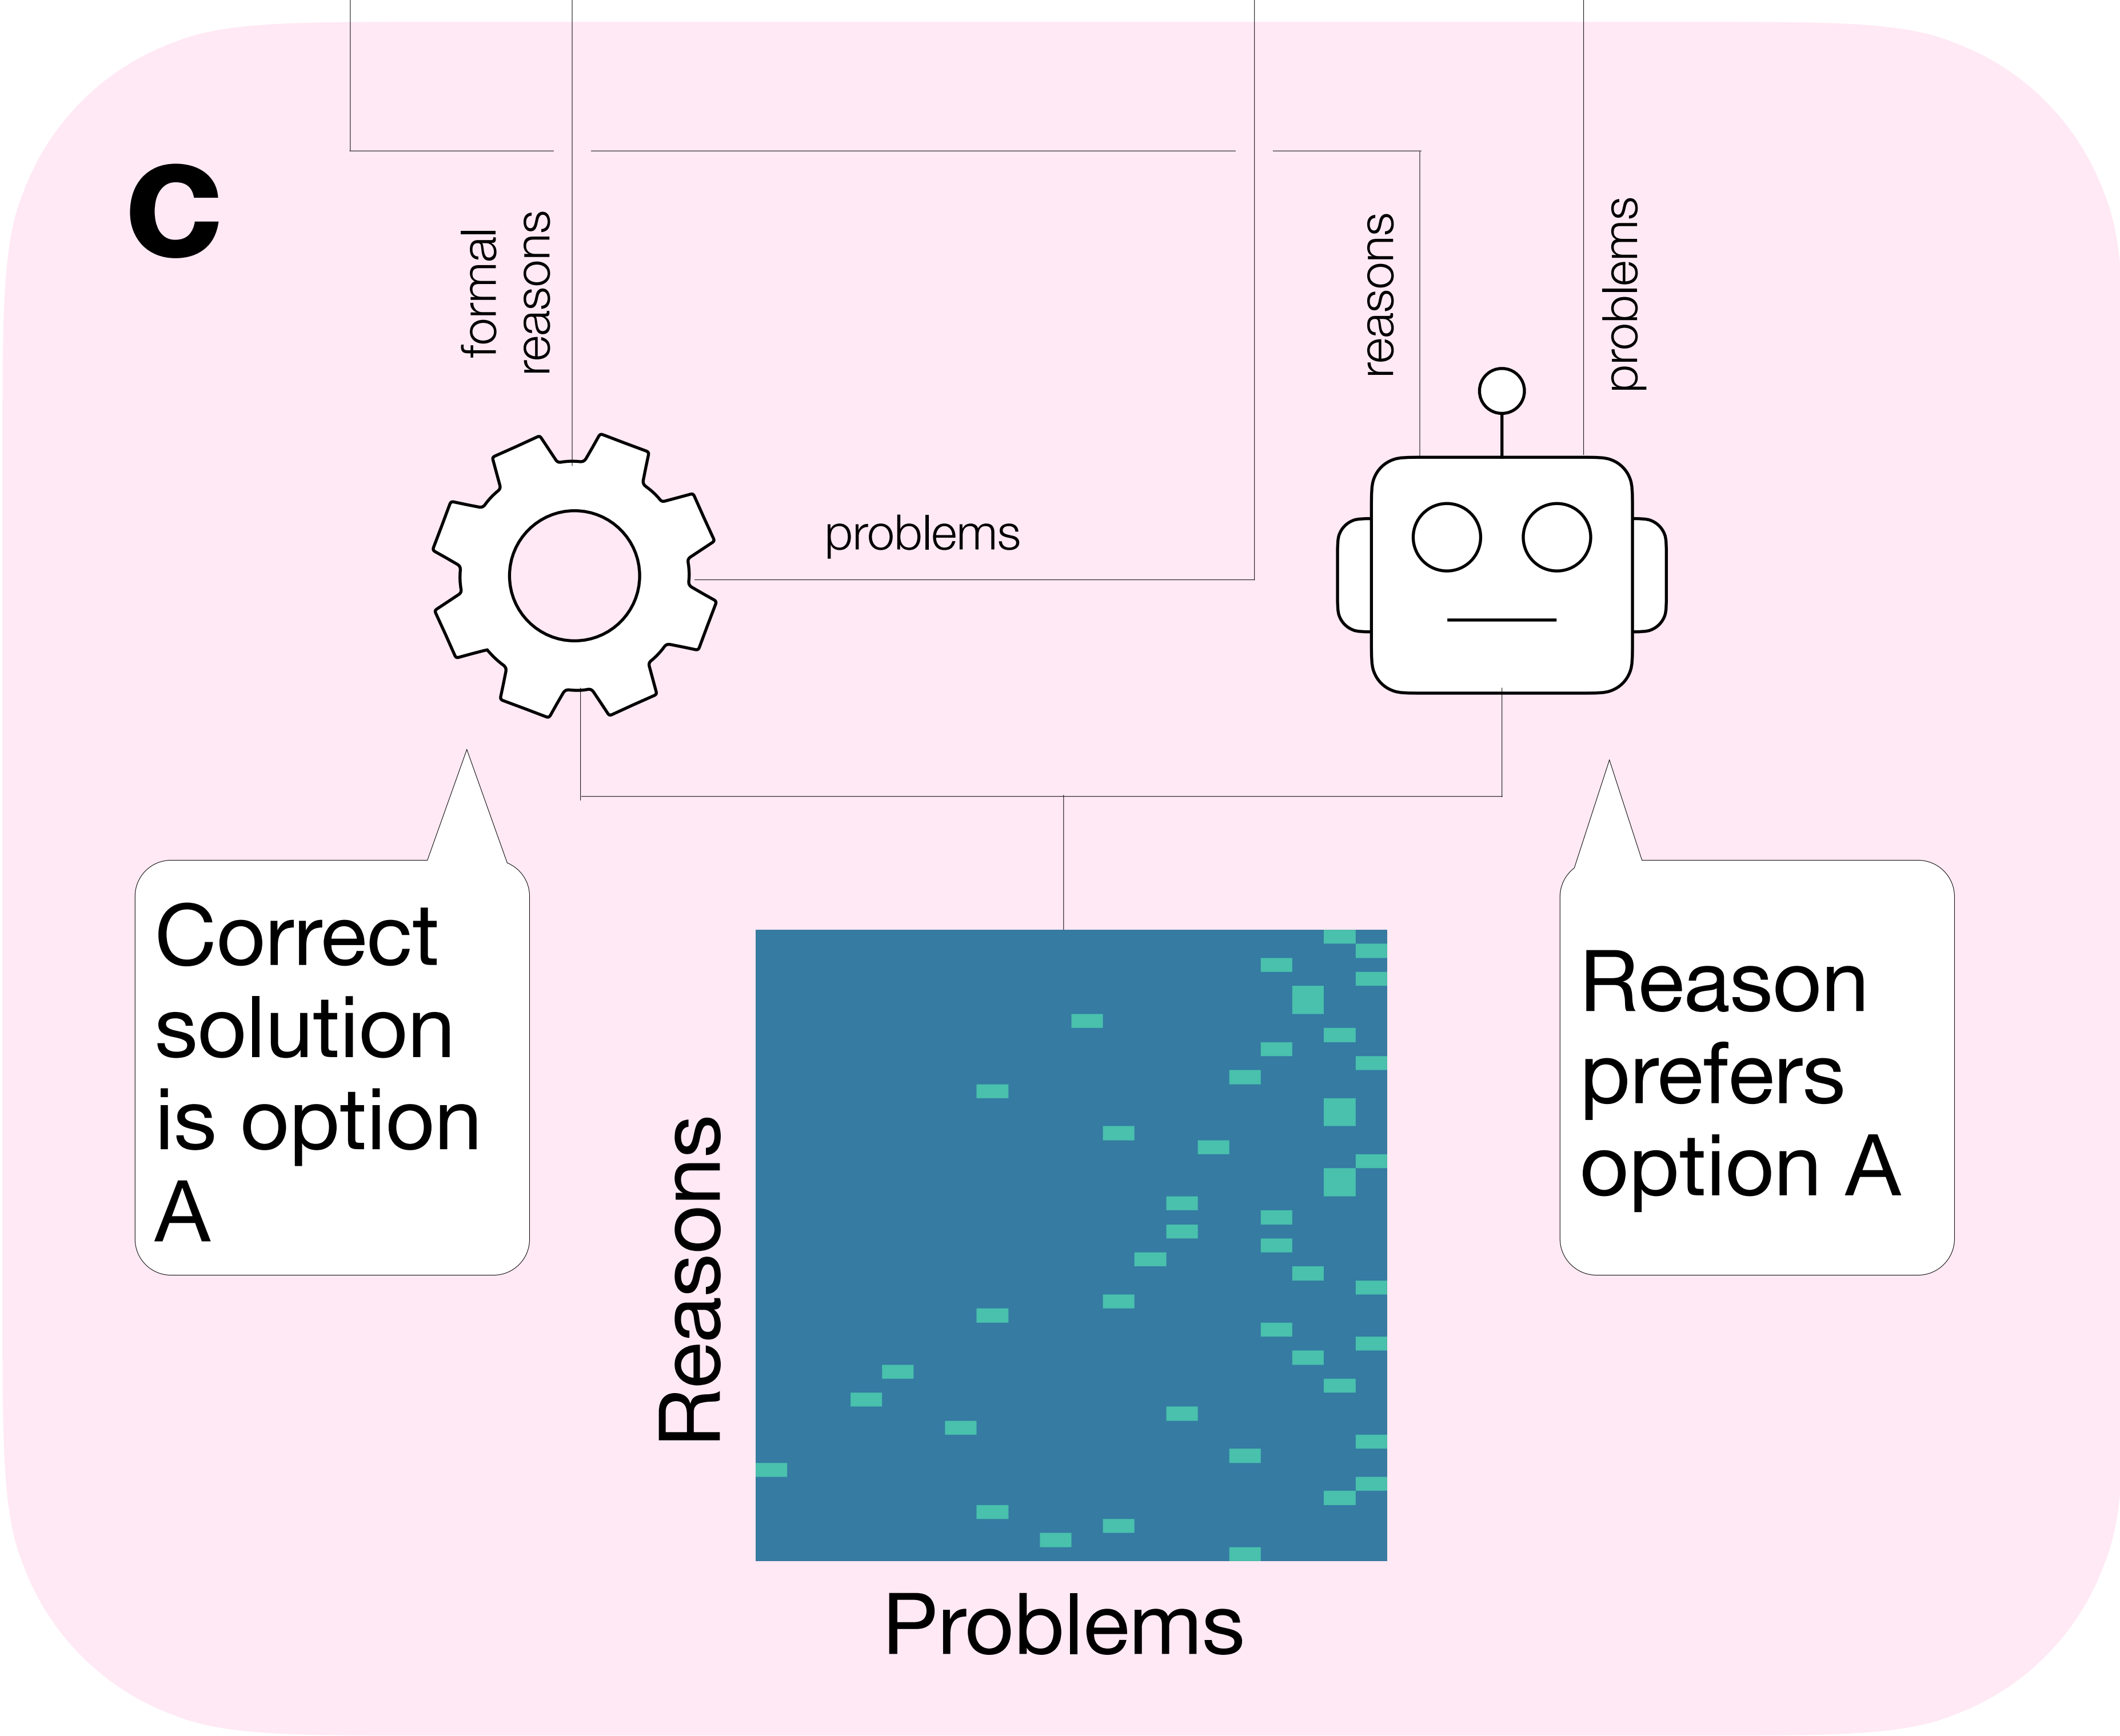 C
formal
reasons
reasons
problems
problems
Correct
solution
is option
A
Reason
prefers
option A
Reasons
Problems